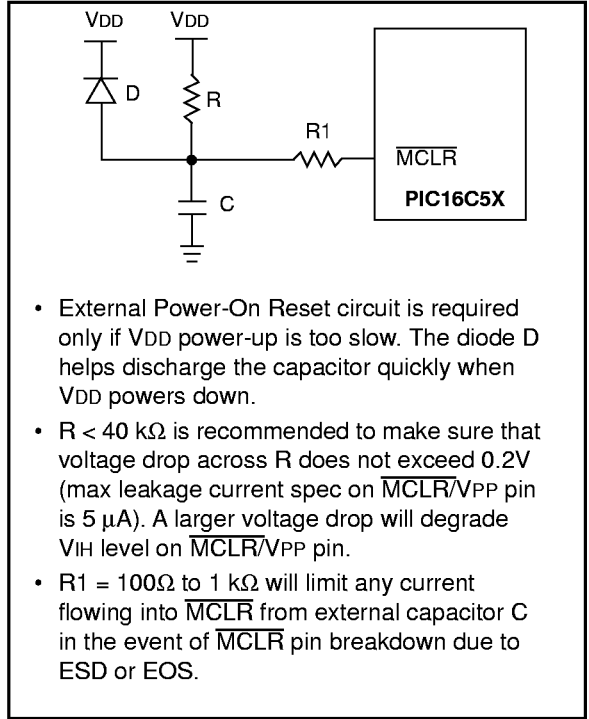 VDD VDD
D
R
R1
MCLR
C
PIC16C5X
• External Power-On Reset circuit is required
only if VDD power-up is too slow. The diode D
helps discharge the capacitor quickly when
VDD powers down.
• R < 40 kΩ is recommended to make sure that
voltage drop across R does not exceed 0.2V
(max leakage current spec on MCLR/VPP pin
is 5 μA). A larger voltage drop will degrade
VIH level on MCLR/VPP pin.
• R1 = 100Ω to 1 kΩ will limit any current
flowing into MCLR from external capacitor C
in the event of MCLR pin breakdown due to
ESD or EOS.